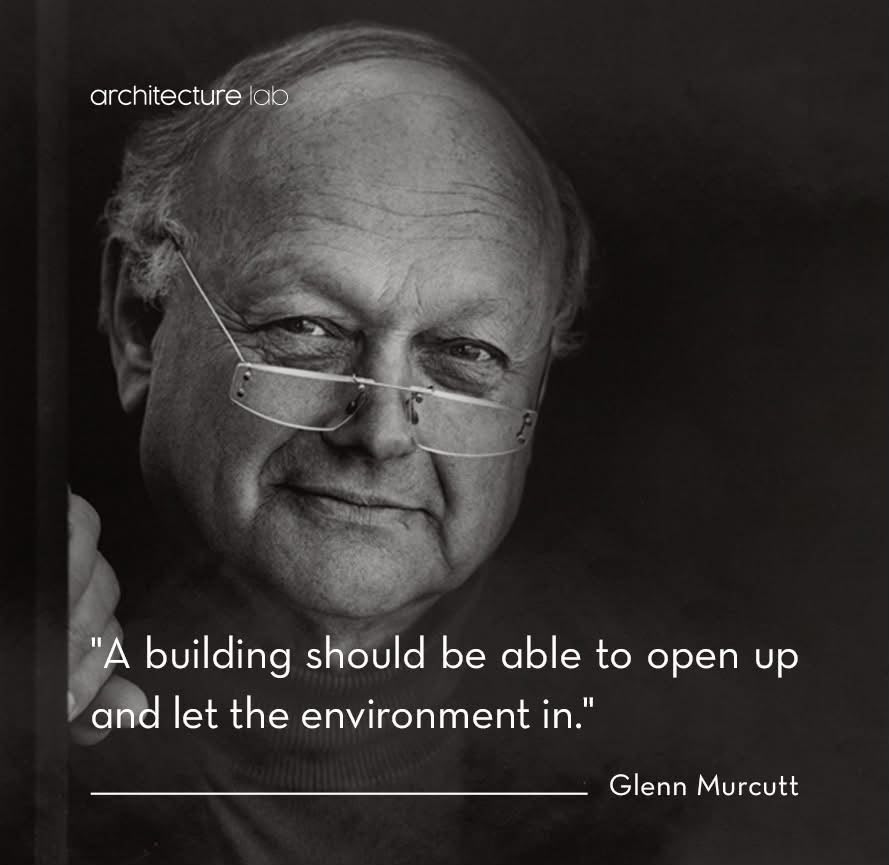 architecture lab
"A building should be able to open up
and let the environment in."
Glenn Murcutt